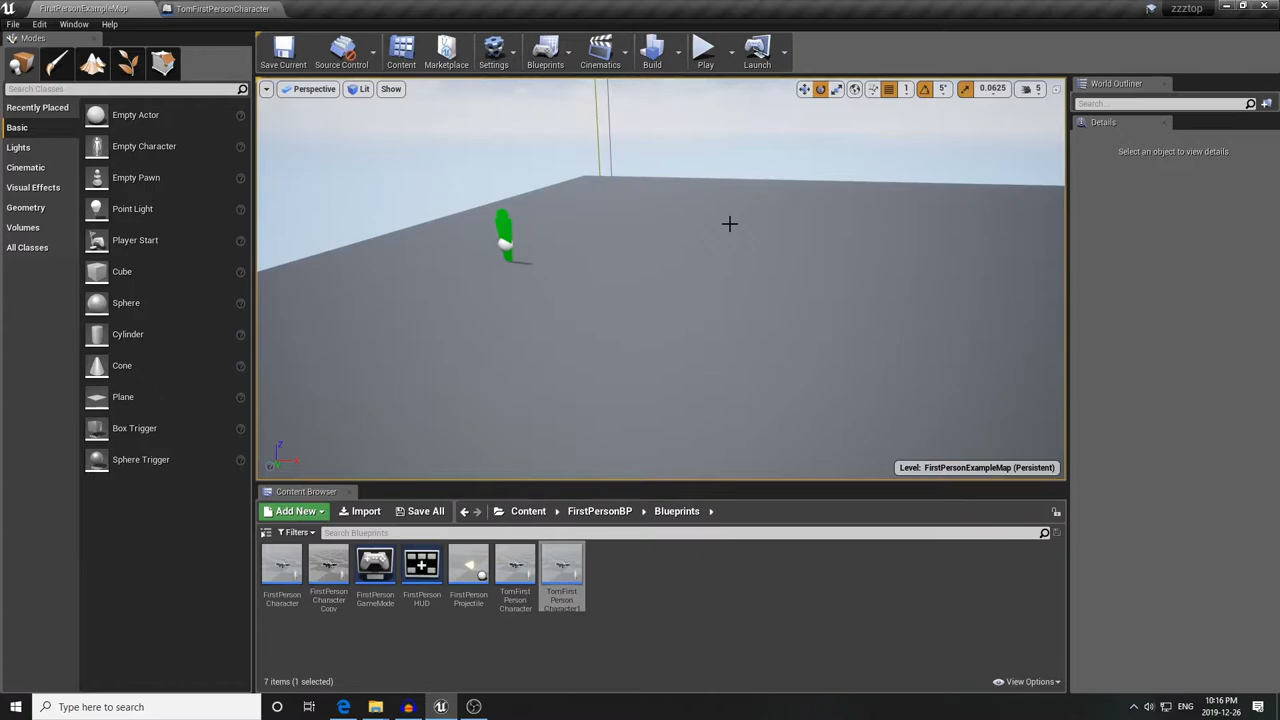 FirstPersonExampleMap
TomFirstPersonCharacter
zzztop
File Edit Window Help
Modes
Search Classes
Recently Placed
Basic
Lights
Cinematic
Visual Effects
Geometry
Volumes
All Classes
Empty Actor
Empty Character
Empty Pawn
Point Light
Player Start
Cube
Sphere
Cylinder
Cone
Plane
Box Trigger
Sphere Trigger
Save Current
Source Control
Content
Marketplace
Settings
Blueprints
Cinematics
Build
Play
Launch
Perspective
Lit
Show
1
5°
0.0625
5
Z
X
Level: FirstPersonExampleMap (Persistent)
World Outliner
Search...
Details
Select an object to view details.
Content Browser
Add New
Import
Save All
Content
FirstPersonBP
Blueprints
Filters
Search Blueprints
FirstPerson
Character
FirstPerson
Character
Copy
FirstPerson
GameMode
FirstPerson
HUD
FirstPerson
Projectile
TomFirst
Person
Character
TomFirst
Person
Character1
7 items (1 selected)
View Options
Type here to search
ENG
10:16 PM
2019-12-26